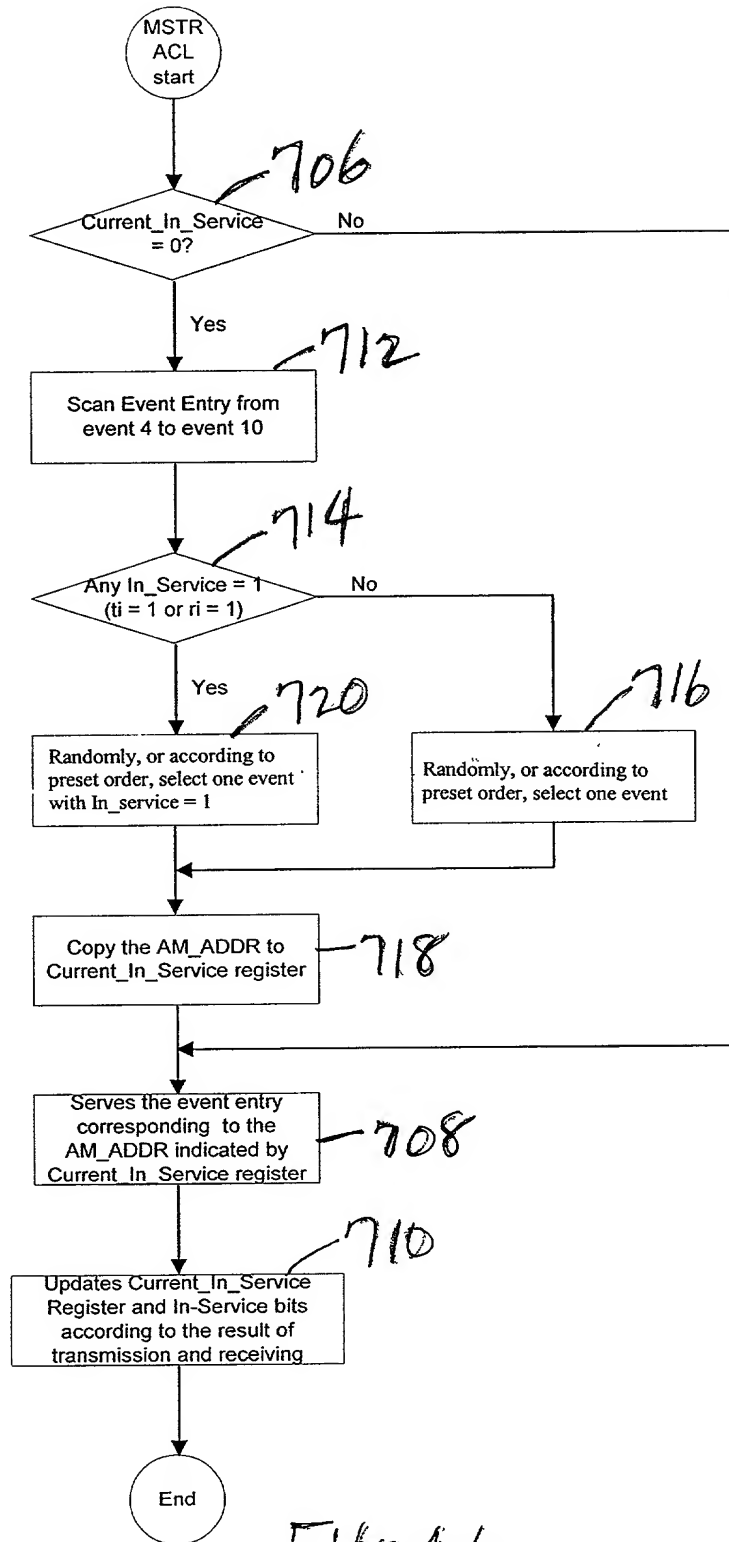 MSTR
ACL
start
706
Current_In_Service
= 0?
No
Yes
712
Scan Event Entry from
event 4 to event 10
714
Any In_Service = 1
(ti = 1 or ri = 1)
No
Yes
720
716
Randomly, or according to
preset order, select one event
with In_service = 1
Randomly, or according to
preset order, select one event
Copy the AM_ADDR to
Current_In_Service register
718
Serves the event entry
corresponding to the
AM_ADDR indicated by
Current_In_Service register
708
710
Updates Current_In_Service
Register and In-Service bits
according to the result of
transmission and receiving
End